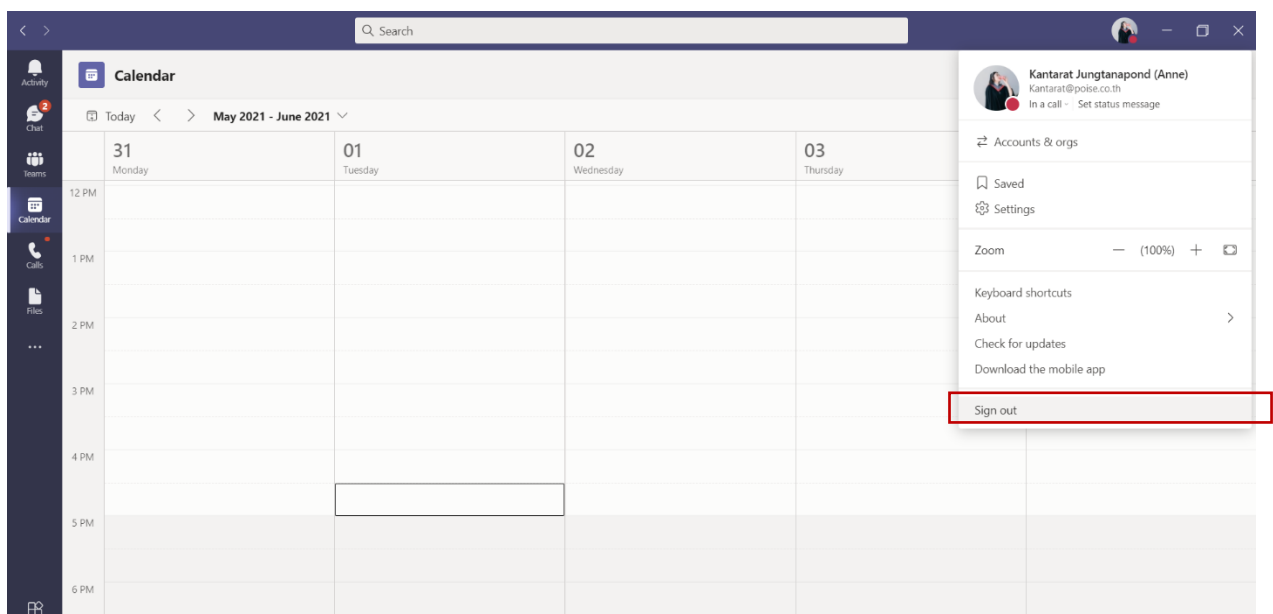 Search
Activity
2
Chat
Teams
Calendar
Calls
Files
Calendar
Today
May 2021 - June 2021
31
Monday
01
Tuesday
02
Wednesday
03
Thursday
12 PM
1 PM
2 PM
3 PM
4 PM
5 PM
6 PM
Kantarat Jungtanapond (Anne)
Kantarat@poise.co.th
In a call - Set status message
Accounts & orgs
Saved
Settings
Zoom — (100%) +
Keyboard shortcuts
About
Check for updates
Download the mobile app
Sign out